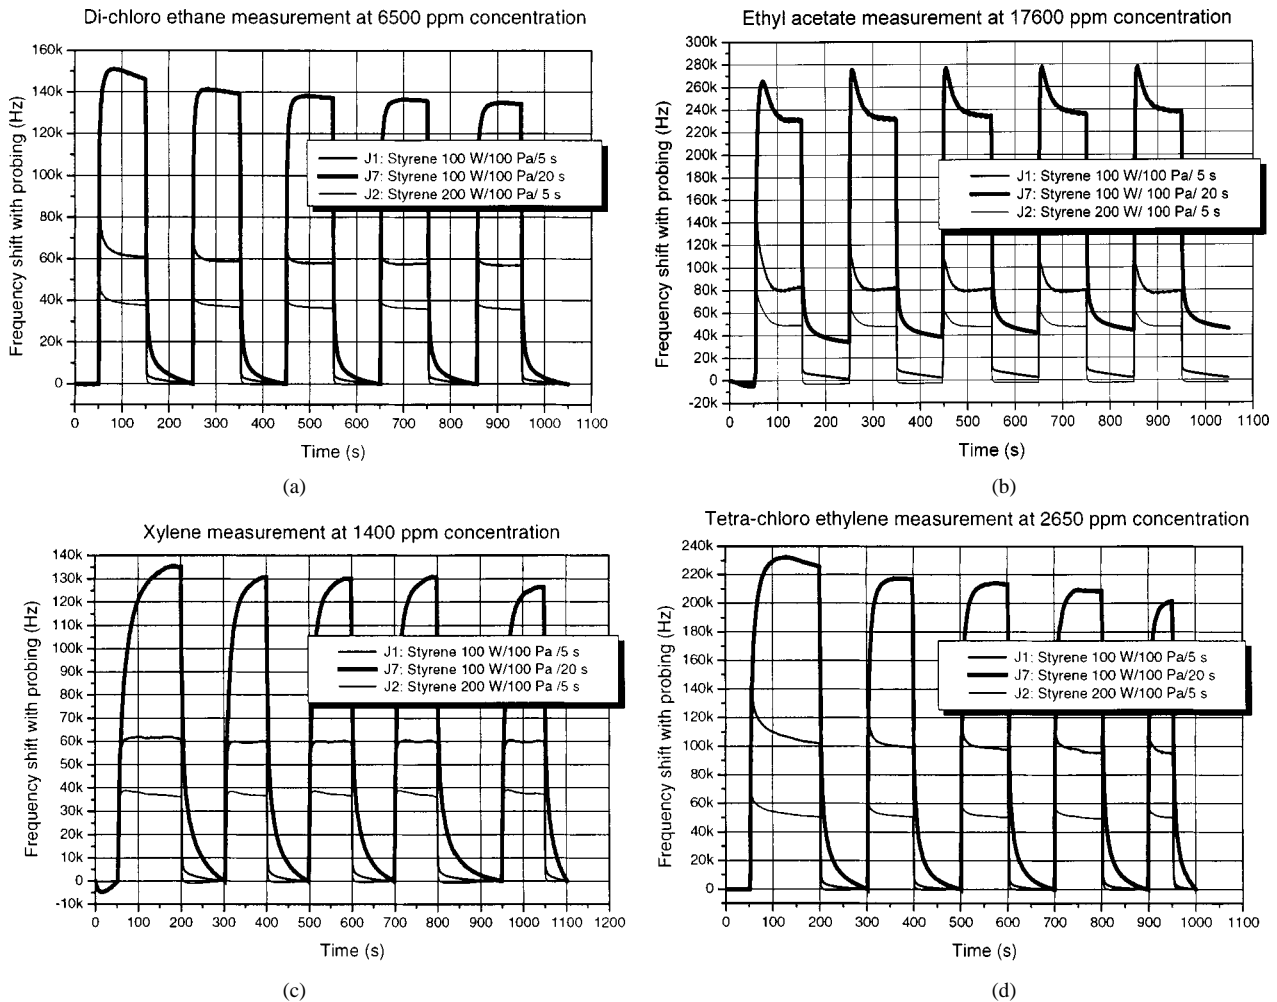 Di-chloro ethane measurement at 6500 ppm concentration
Frequency shift with probing (Hz)
160k
140k
120k
100k
80k
60k
40k
20k
0
J1: Styrene 100 W/100 Pa/5 s
J7: Styrene 100 W/100 Pa/20 s
J2: Styrene 200 W/100 Pa/ 5 s
0 100 200 300 400 500 600 700 800 900 1000 1100
Time (s)
(a)
Ethyl acetate measurement at 17600 ppm concentration
Frequency shift with probing (Hz)
300k
280k
260k
240k
220k
200k
180k
160k
140k
120k
100k
80k
60k
40k
20k
0
-20k
J1: Styrene 100 W/100 Pa/ 5 s
J7: Styrene 100 W/ 100 Pa/ 20 s
J2: Styrene 200 W/ 100 Pa/ 5 s
0 100 200 300 400 500 600 700 800 900 1000 1100
Time (s)
(b)
Xylene measurement at 1400 ppm concentration
Frequency shift with probing (Hz)
140k
130k
120k
110k
100k
90k
80k
70k
60k
50k
40k
30k
20k
10k
0
-10k
J1: Styrene 100 W/100 Pa /5 s
J7: Styrene 100 W/100 Pa /20 s
J2: Styrene 200 W/100 Pa /5 s
0 100 200 300 400 500 600 700 800 900 1000 1100 1200
Time (s)
(c)
Tetra-chloro ethylene measurement at 2650 ppm concentration
Frequency shift with probing (Hz)
240k
220k
200k
180k
160k
140k
120k
100k
80k
60k
40k
20k
0
J1: Styrene 100 W/100 Pa/5 s
J7: Styrene 100 W/100 Pa/20 s
J2: Styrene 200 W/100 Pa/5 s
0 100 200 300 400 500 600 700 800 900 1000 1100
Time (s)
(d)